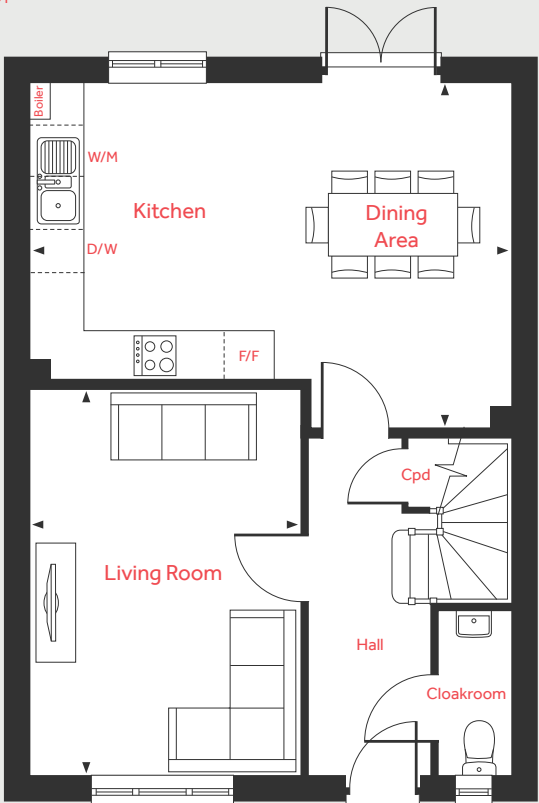 Boiler
W/M
Kitchen
Dining
Area
D/W
F/F
Cpd
Living Room
Hall
Cloakroom